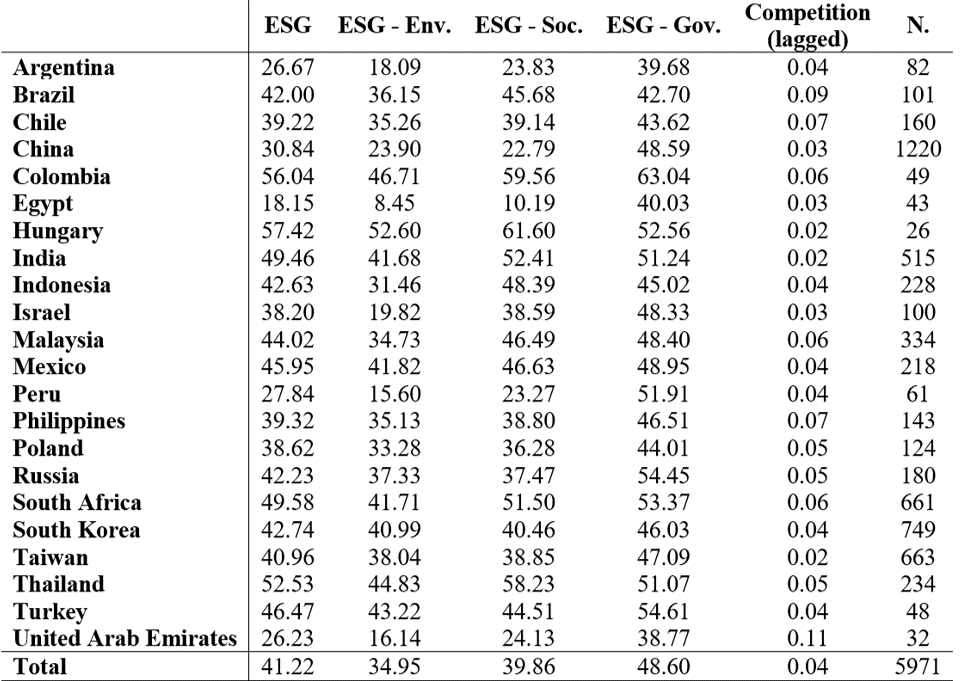 ESG ESG - Env. ESG - Soc. ESG - Gov. Competition (lagged) N.
Argentina 26.67 18.09 23.83 39.68 0.04 82
Brazil 42.00 36.15 45.68 42.70 0.09 101
Chile 39.22 35.26 39.14 43.62 0.07 160
China 30.84 23.90 22.79 48.59 0.03 1220
Colombia 56.04 46.71 59.56 63.04 0.06 49
Egypt 18.15 8.45 10.19 40.03 0.03 43
Hungary 57.42 52.60 61.60 52.56 0.02 26
India 49.46 41.68 52.41 51.24 0.02 515
Indonesia 42.63 31.46 48.39 45.02 0.04 228
Israel 38.20 19.82 38.59 48.33 0.03 100
Malaysia 44.02 34.73 46.49 48.40 0.06 334
Mexico 45.95 41.82 46.63 48.95 0.04 218
Peru 27.84 15.60 23.27 51.91 0.04 61
Philippines 39.32 35.13 38.80 46.51 0.07 143
Poland 38.62 33.28 36.28 44.01 0.05 124
Russia 42.23 37.33 37.47 54.45 0.05 180
South Africa 49.58 41.71 51.50 53.37 0.06 661
South Korea 42.74 40.99 40.46 46.03 0.04 749
Taiwan 40.96 38.04 38.85 47.09 0.02 663
Thailand 52.53 44.83 58.23 51.07 0.05 234
Turkey 46.47 43.22 44.51 54.61 0.04 48
United Arab Emirates 26.23 16.14 24.13 38.77 0.11 32
Total 41.22 34.95 39.86 48.60 0.04 5971